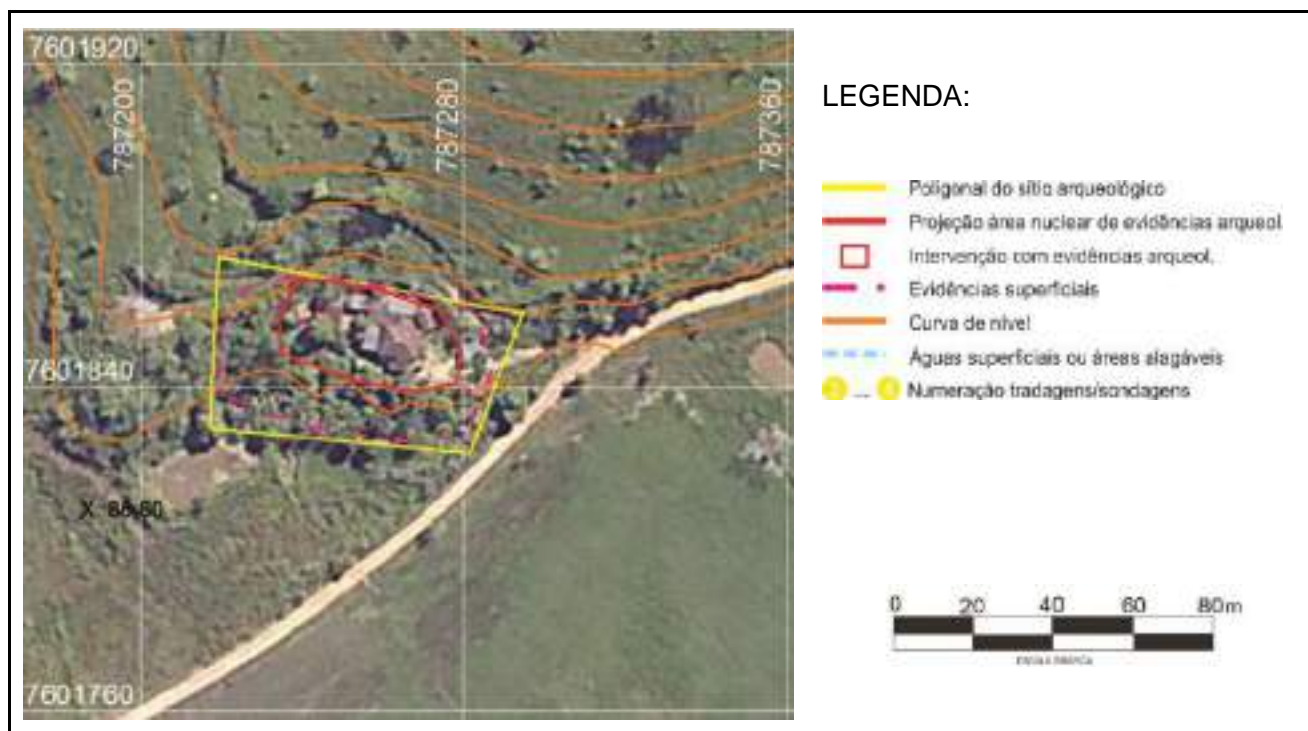 7601920
787200
787280
787360
7601840
X: 86.80
7601760
LEGENDA:
Poligonal do sítio arqueológico
Projeção área nuclear de evidências arqueol.
Intervenção com evidências arqueol.
Evidências superficiais
Curva de nível
Águas superficiais ou áreas alagáveis
Numeração tradagens/sondagens
0 20 40 60 80m